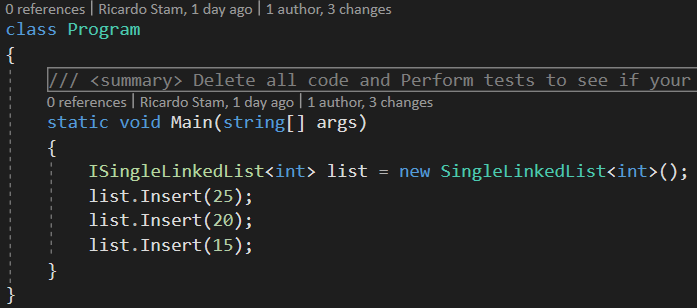 0 references | Ricardo Stam, 1 day ago | 1 author, 3 changes
class Program
{
/// <summary> Delete all code and Perform tests to see if your
0 references | Ricardo Stam, 1 day ago | 1 author, 3 changes
static void Main(string[] args)
{
ISingleLinkedList<int> list = new SingleLinkedList<int>();
list.Insert(25);
list.Insert(20);
list.Insert(15);
}
}